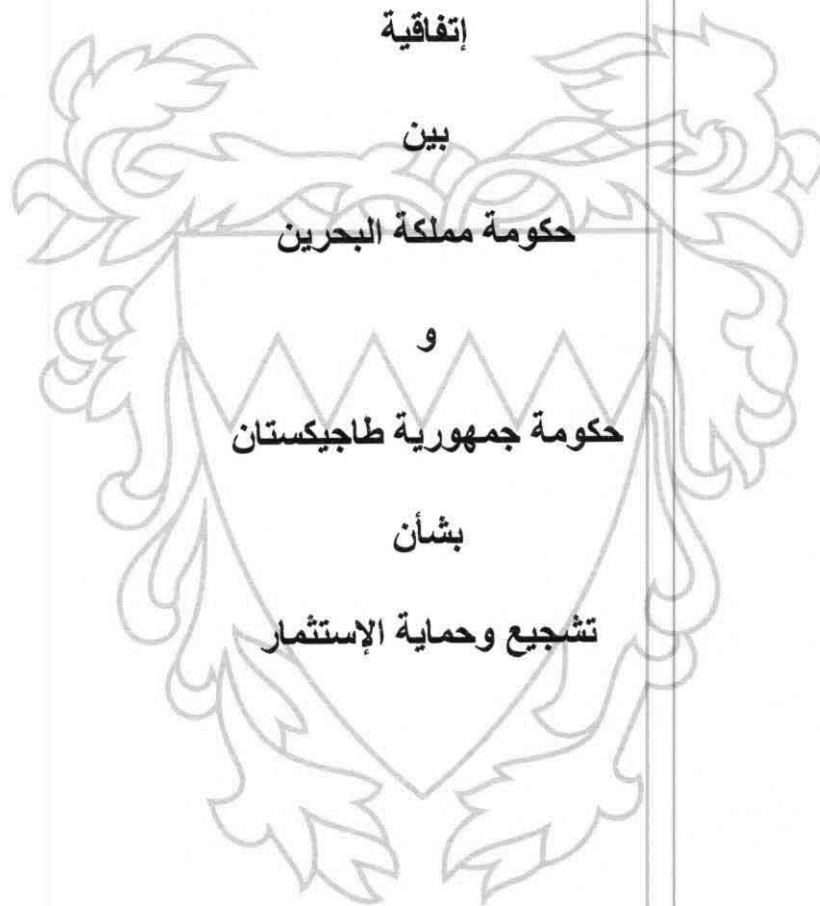 إتفاقية
بين
حكومة مملكة البحرين
و
حكومة جمهورية طاجيكستان
بشأن
تشجيع وحماية الإستثمار